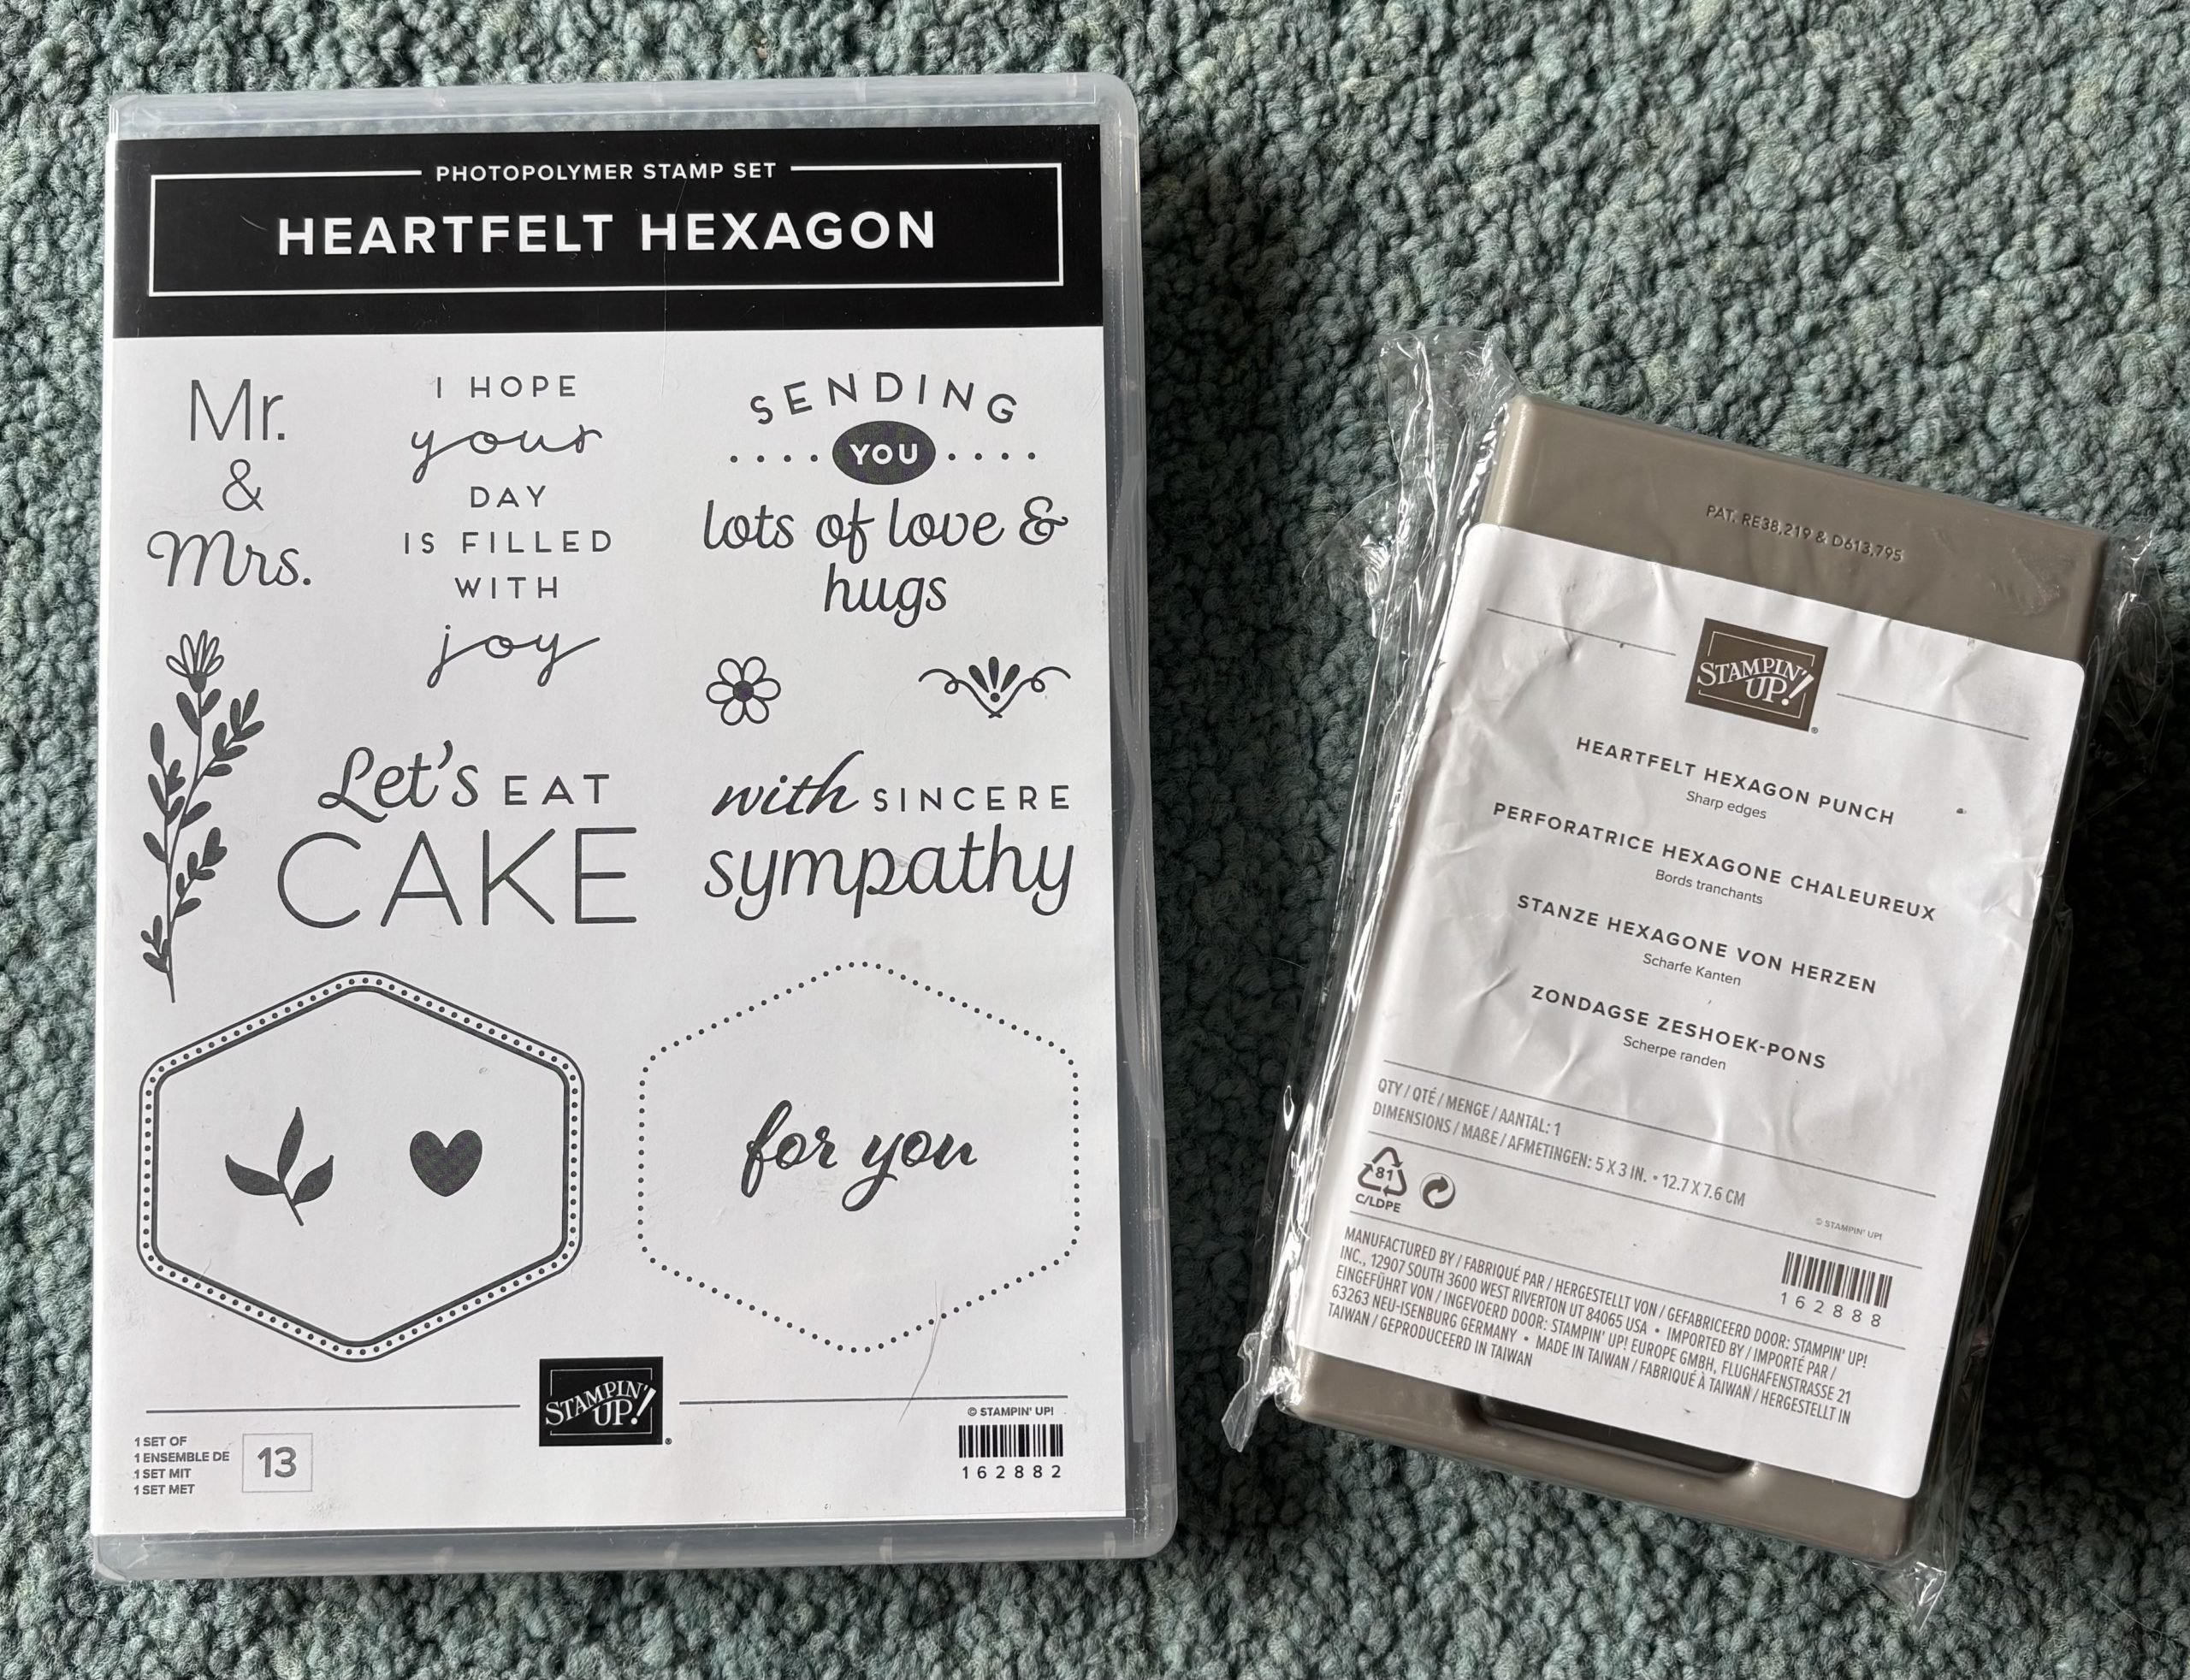 PHOTOPOLYMER STAMP SET
HEARTFELT HEXAGON
Mr.
&
Mrs.
I HOPE
your
DAY
IS FILLED
WITH
joy
SENDING
YOU
lots of love &
hugs
Let's EAT
CAKE
with SINCERE
sympathy
for you
STAMPIN' UP!®
1 SET OF
1 ENSEMBLE DE
1 SET MIT
1 SET MET
13
© STAMPIN' UP!
162882
PAT. RE38,219 & D613,795
STAMPIN' UP!®
HEARTFELT HEXAGON PUNCH
Sharp edges
PERFORATRICE HEXAGONE CHALEUREUX
Bords tranchants
STANZE HEXAGONE VON HERZEN
Scharfe Kanten
ZONDAGSE ZESHOEK-PONS
Scherpe randen
QTY / QTÉ / MENGE / AANTAL: 1
DIMENSIONS / MAßE / AFMETINGEN: 5 X 3 IN. • 12.7 X 7.6 CM
81
C/LDPE
© STAMPIN' UP!
162888
MANUFACTURED BY / FABRIQUÉ PAR / HERGESTELLT VON / GEFABRICEERD DOOR: STAMPIN' UP!
INC., 12907 SOUTH 3600 WEST RIVERTON UT 84065 USA • IMPORTED BY / IMPORTÉ PAR /
EINGEFÜHRT VON / INGEVOERD DOOR: STAMPIN' UP! EUROPE GMBH, FLUGHAFENSTRASSE 21
63263 NEU-ISENBURG GERMANY • MADE IN TAIWAN / FABRIQUÉ À TAIWAN / HERGESTELLT IN
TAIWAN / GEPRODUCEERD IN TAIWAN